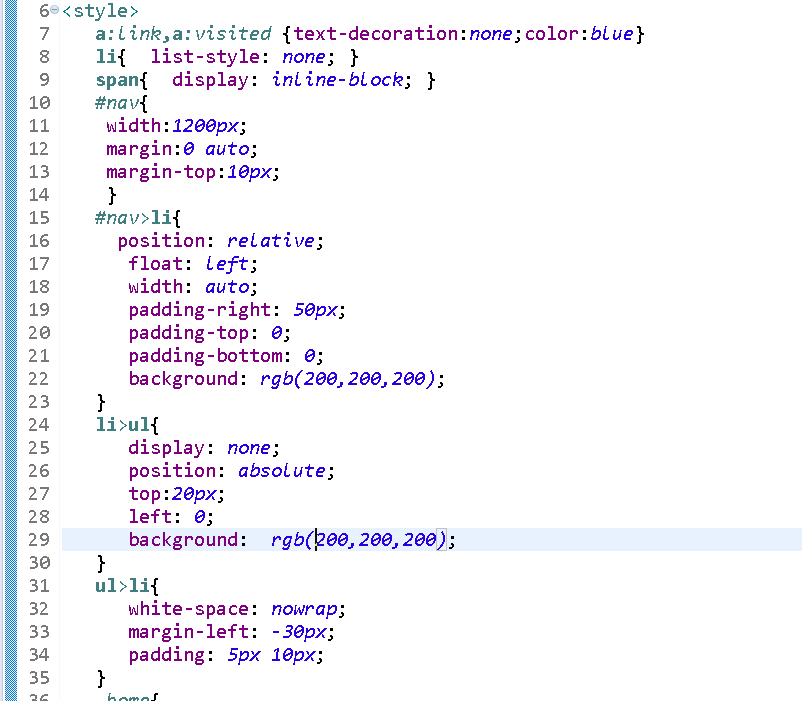 6 <style>
7 a:link,a:visited {text-decoration:none;color:blue}
8 li{ list-style: none; }
9 span{ display: inline-block; }
10 #nav{
11 width:1200px;
12 margin:0 auto;
13 margin-top:10px;
14 }
15 #nav>li{
16 position: relative;
17 float: left;
18 width: auto;
19 padding-right: 50px;
20 padding-top: 0;
21 padding-bottom: 0;
22 background: rgb(200,200,200);
23 }
24 li>ul{
25 display: none;
26 position: absolute;
27 top:20px;
28 left: 0;
29 background: rgb(200,200,200);
30 }
31 ul>li{
32 white-space: nowrap;
33 margin-left: -30px;
34 padding: 5px 10px;
35 }
36 .home{